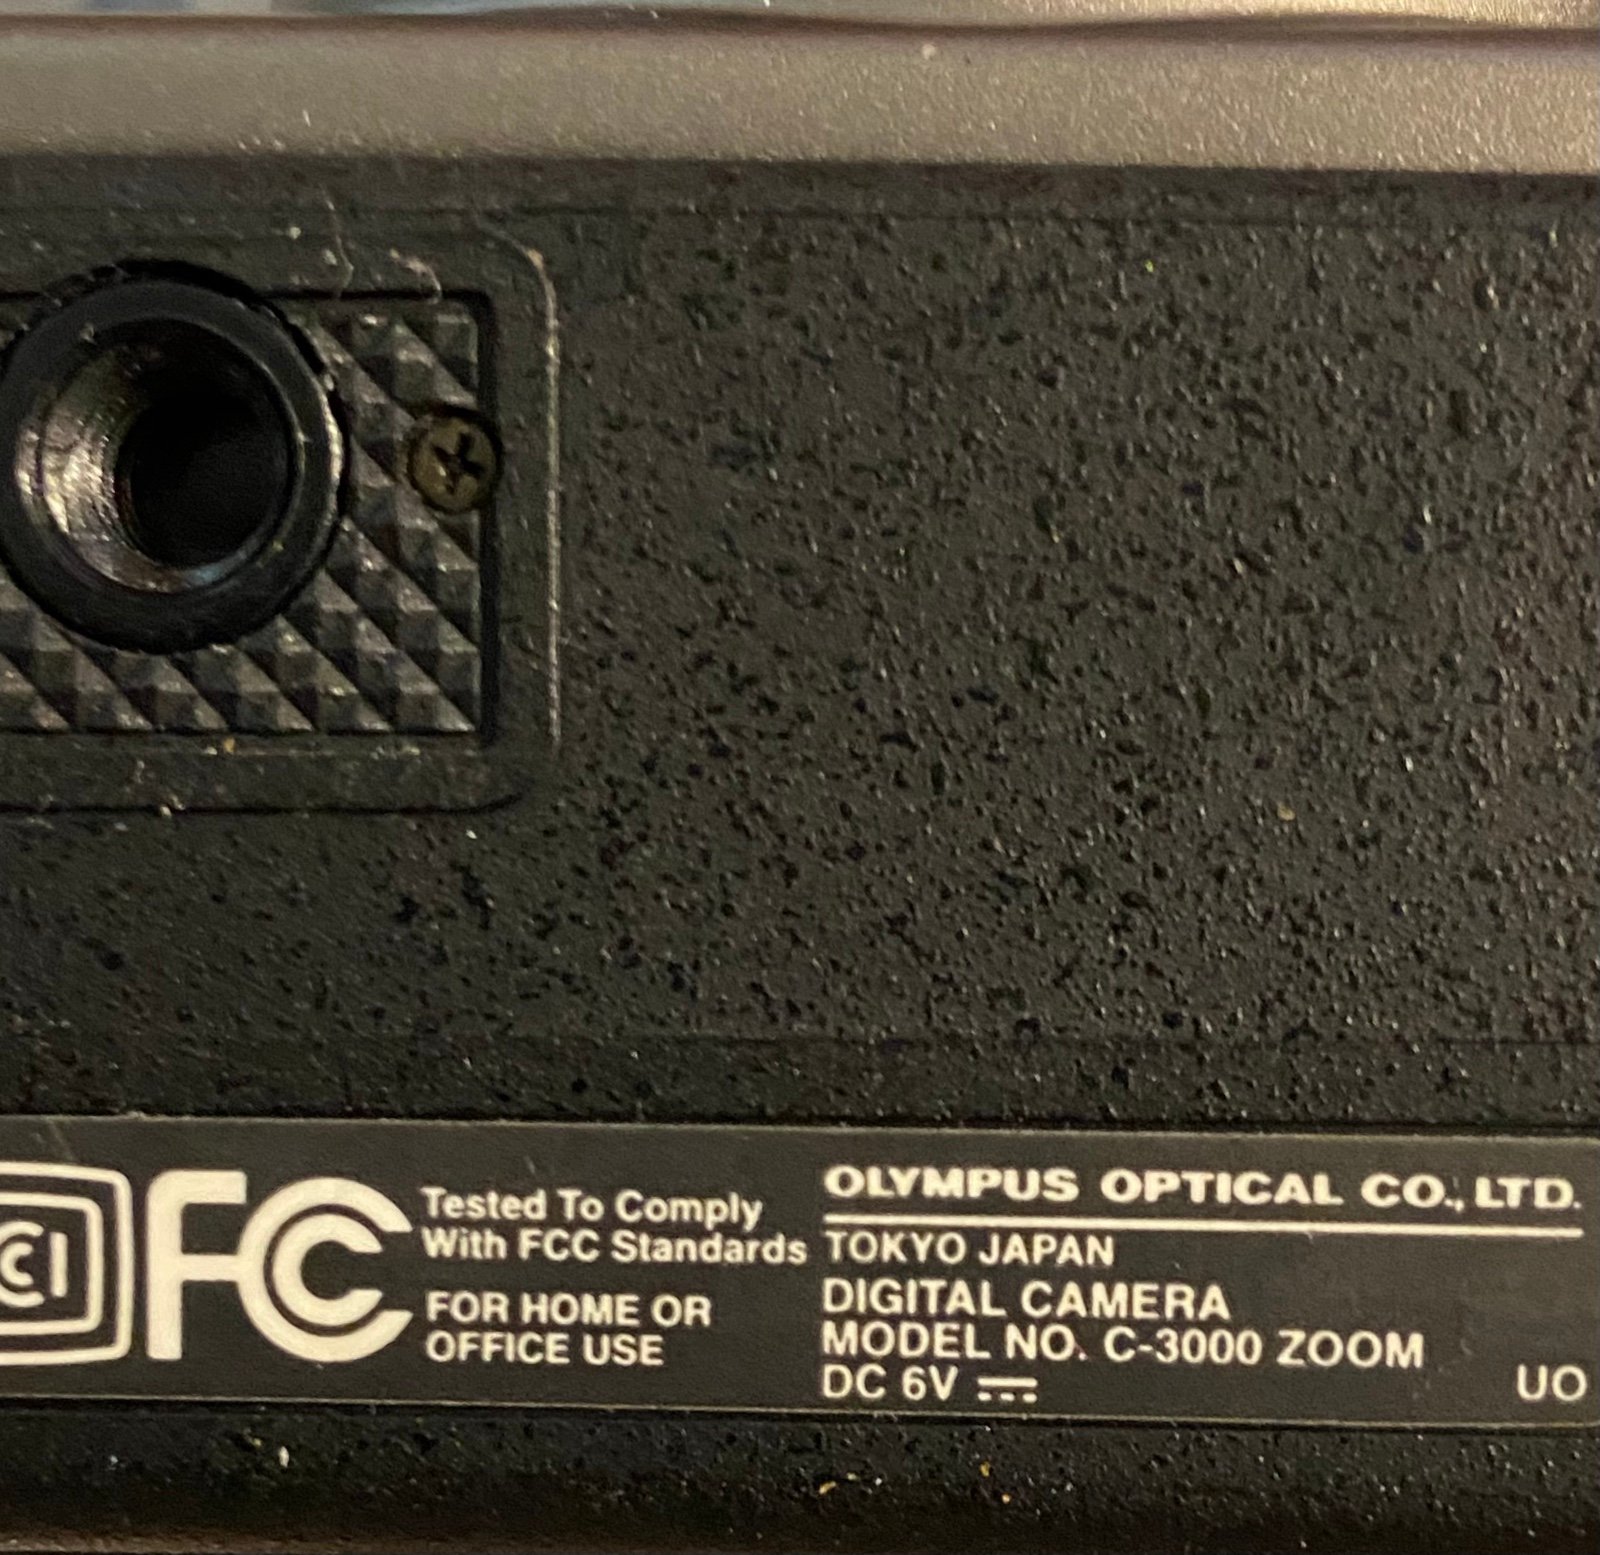 CI
FC
Tested To Comply
With FCC Standards
FOR HOME OR
OFFICE USE
OLYMPUS OPTICAL CO., LTD.
TOKYO JAPAN
DIGITAL CAMERA
MODEL NO. C-3000 ZOOM
DC 6V
UO